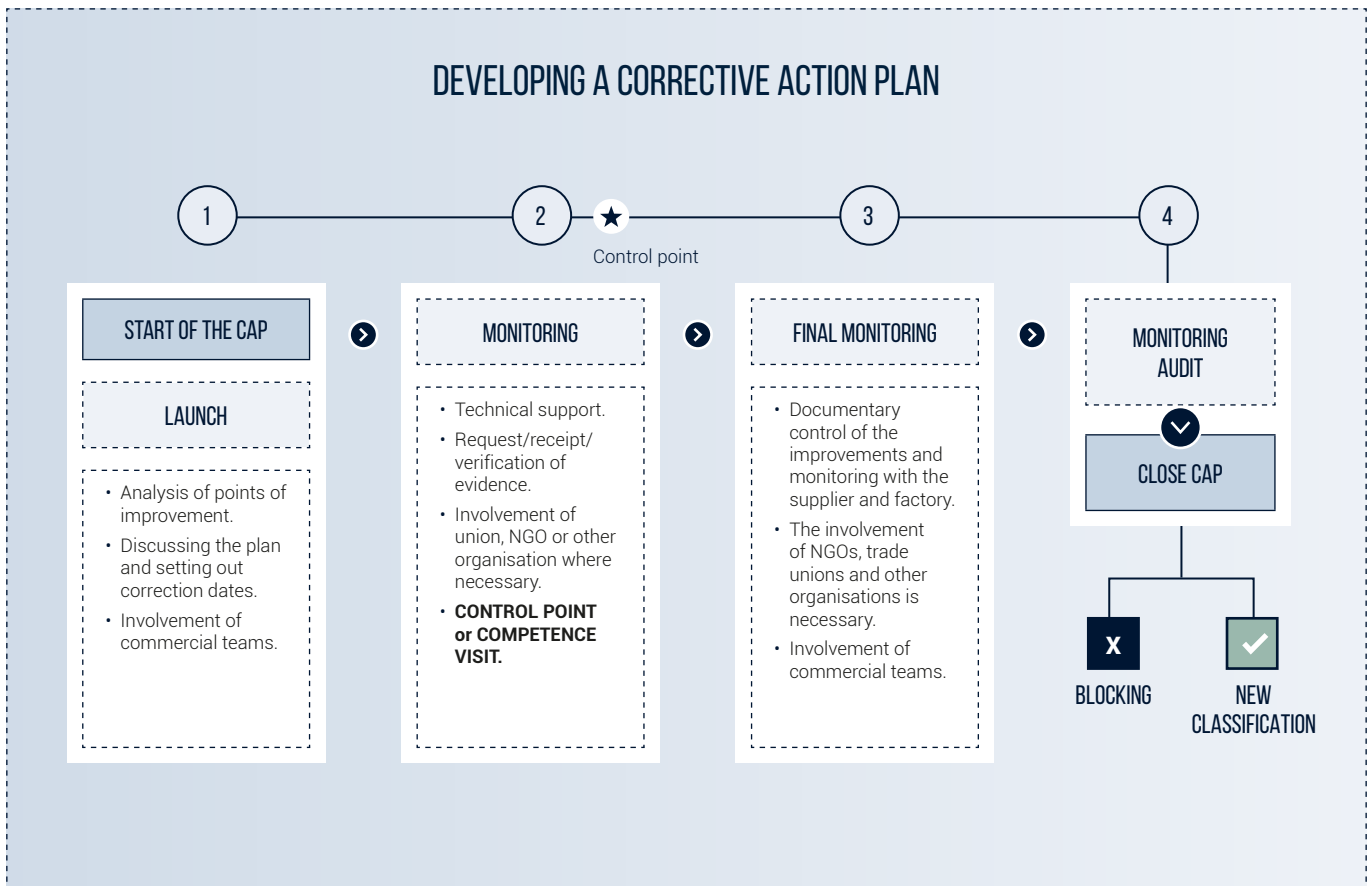 DEVELOPING A CORRECTIVE ACTION PLAN
1
2
3
4
Control point
START OF THE CAP
LAUNCH
• Analysis of points of
improvement.
• Discussing the plan
and setting out
correction dates.
• Involvement of
commercial teams.
MONITORING
• Technical support.
• Request/receipt/
verification of
evidence.
• Involvement of
union, NGO or other
organisation where
necessary.
• CONTROL POINT
or COMPETENCE
VISIT.
FINAL MONITORING
• Documentary
control of the
improvements and
monitoring with the
supplier and factory.
• The involvement
of NGOs, trade
unions and other
organisations is
necessary.
• Involvement of
commercial teams.
MONITORING
AUDIT
CLOSE CAP
X
BLOCKING
NEW
CLASSIFICATION